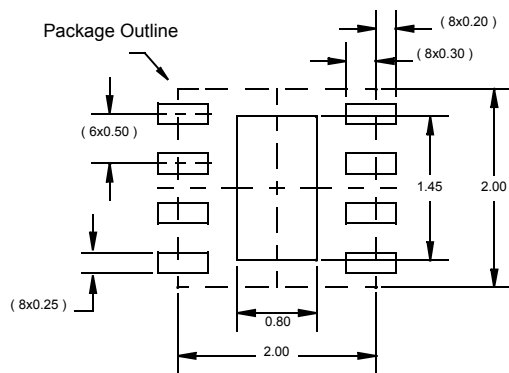 ( 8x0.20 )
Package Outline
( 8x0.30 )
( 6x0.50 )
1.45
2.00
( 8x0.25 )
0.80
2.00